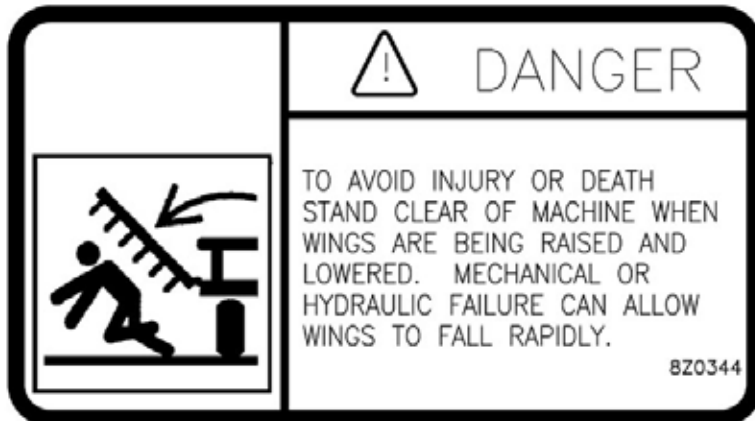 ! DANGER
TO AVOID INJURY OR DEATH
STAND CLEAR OF MACHINE WHEN
WINGS ARE BEING RAISED AND
LOWERED. MECHANICAL OR
HYDRAULIC FAILURE CAN ALLOW
WINGS TO FALL RAPIDLY.
8Z0344